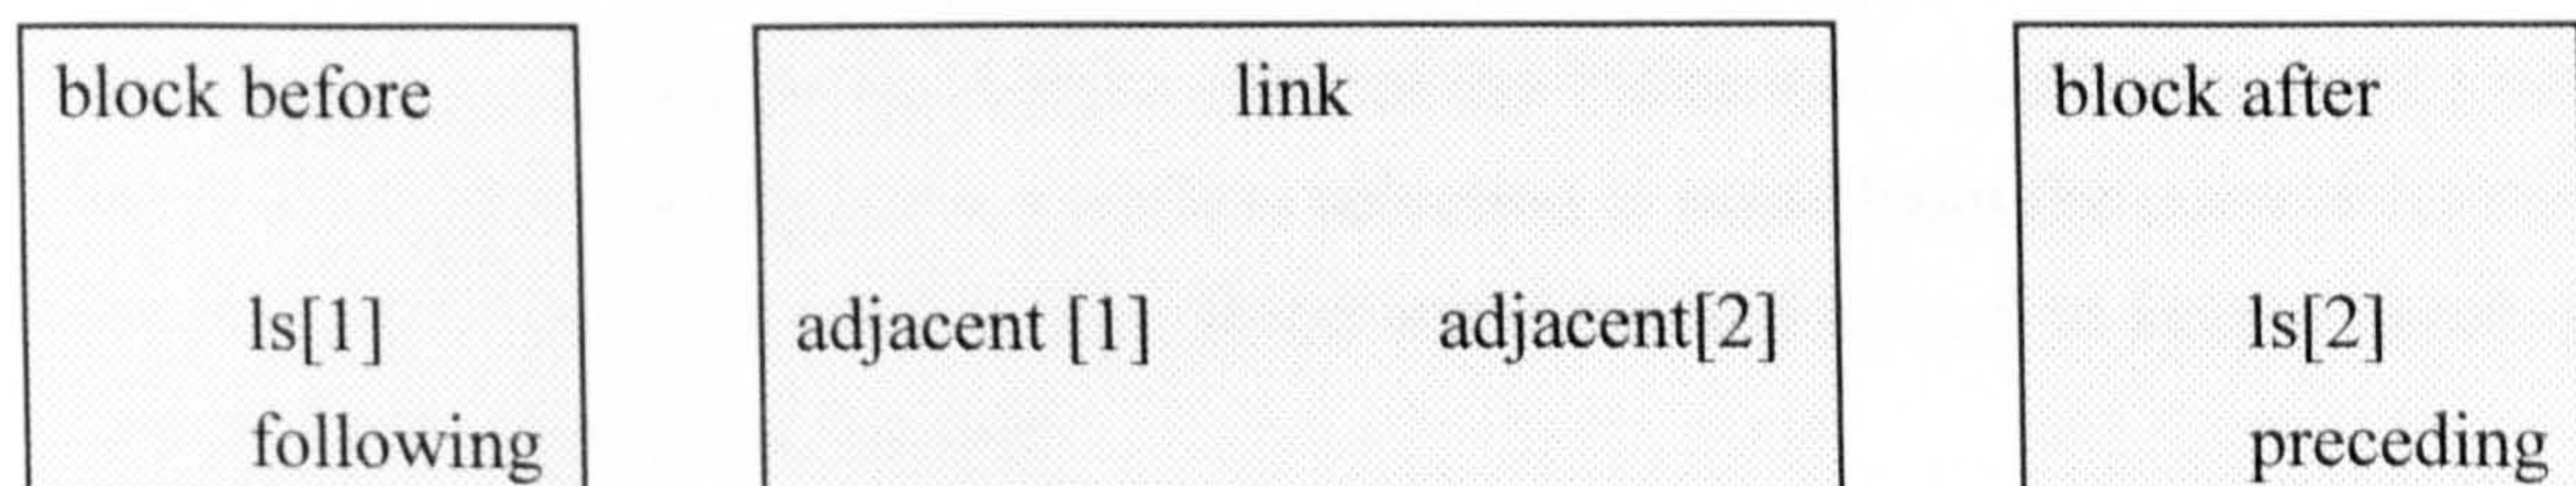 block before
ls[1]
following
link
adjacent [1] adjacent[2]
block after
ls[2]
preceding